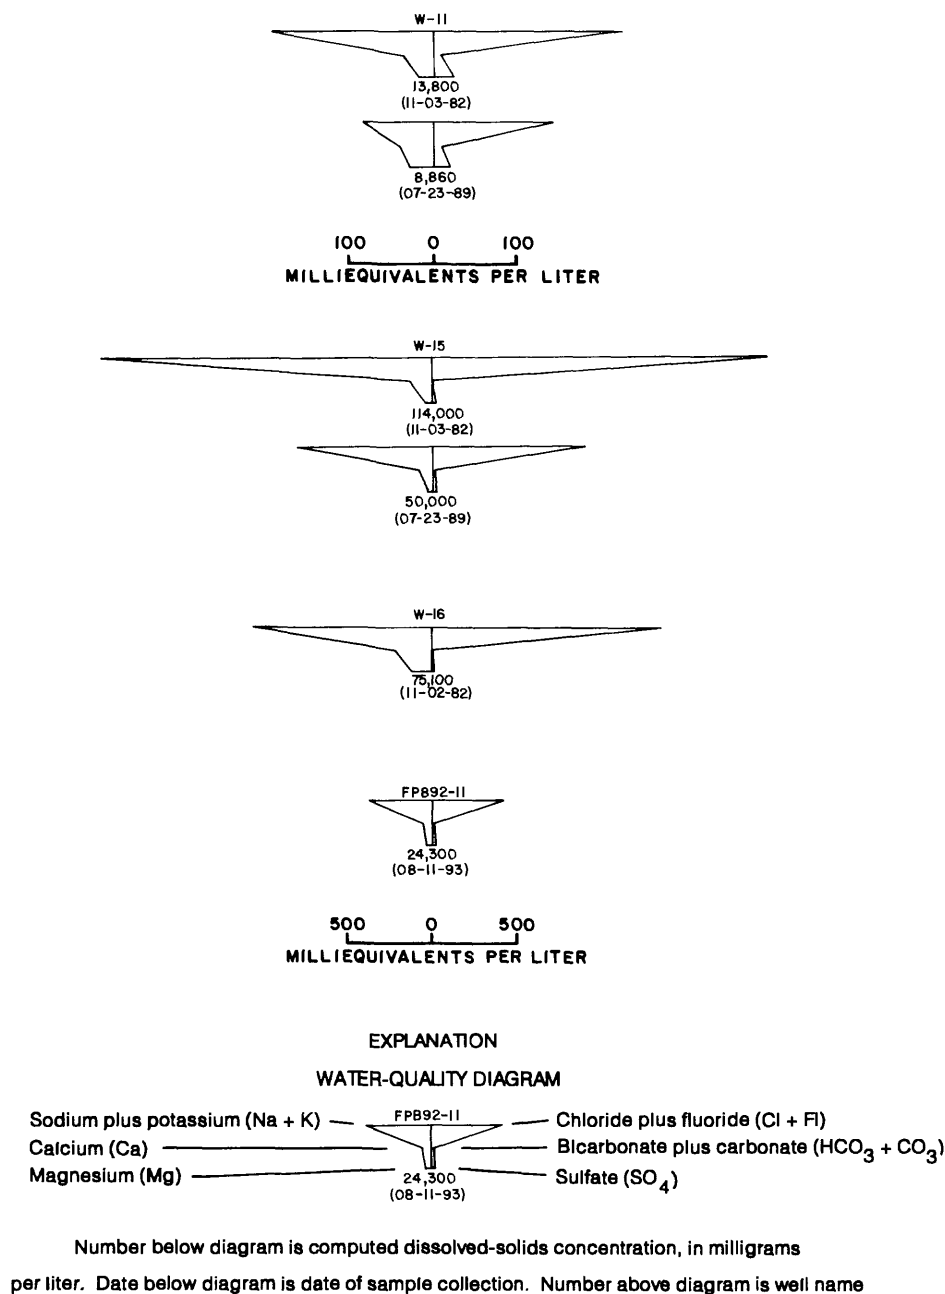 W-11
13,800
(11-03-82)
8,860
(07-23-89)
100 0 100
MILLIEQUIVALENTS PER LITER
W-15
114,000
(11-03-82)
50,000
(07-23-89)
W-16
75,100
(11-02-82)
FPB92-11
24,300
(08-11-93)
500 0 500
MILLIEQUIVALENTS PER LITER
EXPLANATION
WATER-QUALITY DIAGRAM
Sodium plus potassium (Na + K) FPB92-11 Chloride plus fluoride (Cl + Fl)
Calcium (Ca) Bicarbonate plus carbonate (HCO3 + CO3)
Magnesium (Mg) 24,300 Sulfate (SO4)
(08-11-93)
Number below diagram is computed dissolved-solids concentration, in milligrams
per liter. Date below diagram is date of sample collection. Number above diagram is well name